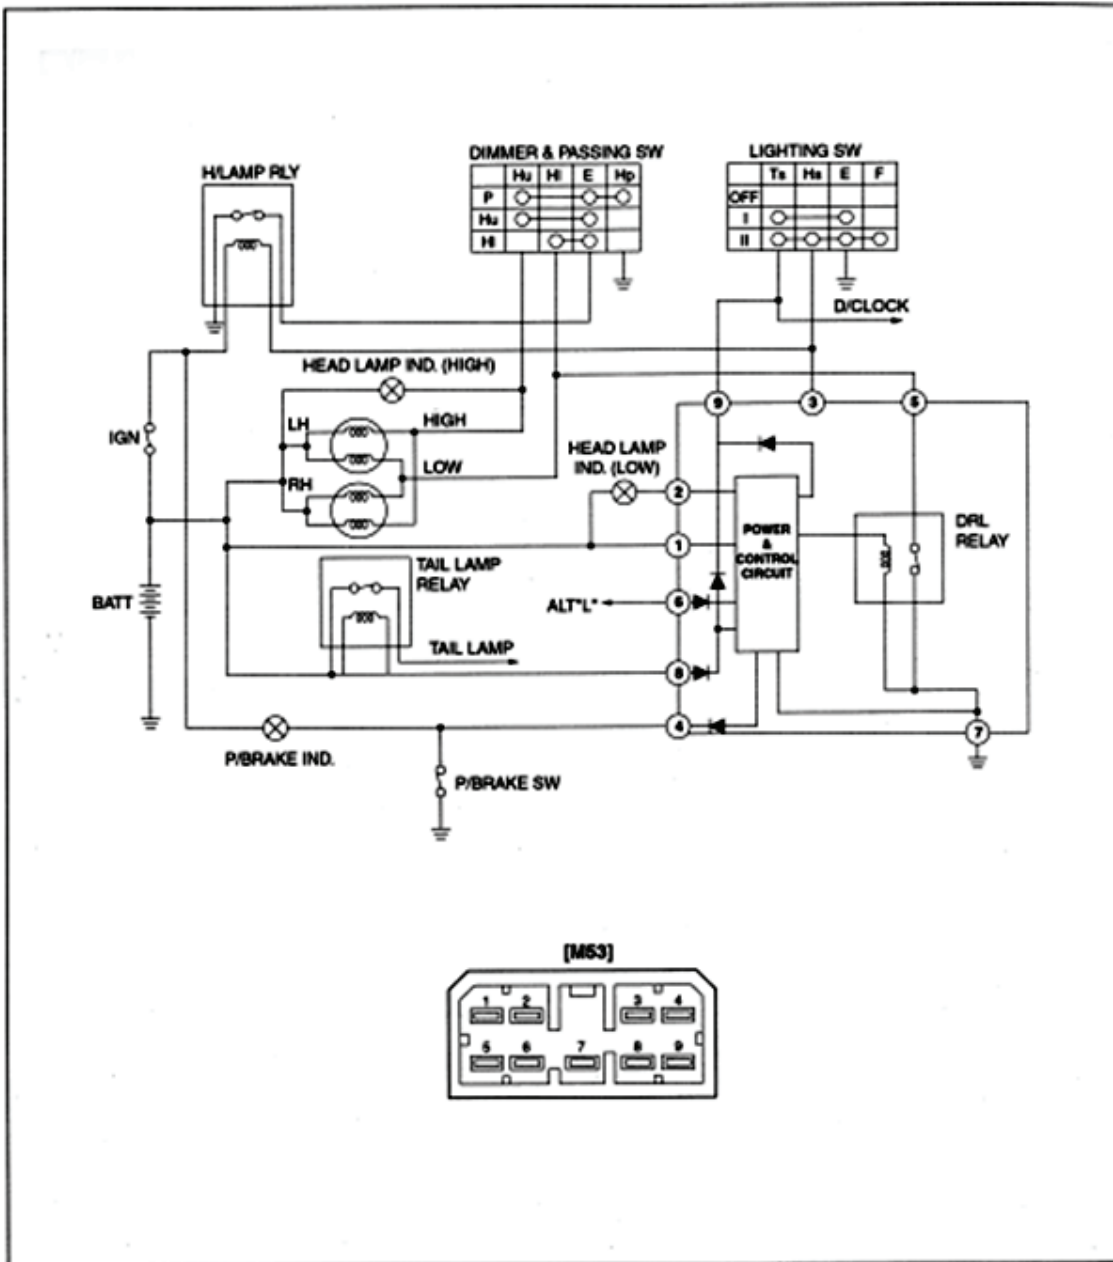 DIMMER & PASSING SW
LIGHTING SW
H/LAMP RLY
Hu Hl E Hp
P
Hu
Hl
Ts Hs E F
OFF
I
II
D/CLOCK
HEAD LAMP IND. (HIGH)
IGN
LH
HIGH
LOW
RH
HEAD LAMP
IND. (LOW)
9
3
5
2
1
6
8
4
7
POWER
&
CONTROL
CIRCUIT
DRL
RELAY
TAIL LAMP
RELAY
BATT
ALT"L"
TAIL LAMP
P/BRAKE IND.
P/BRAKE SW
[M53]
1 2 3 4
5 6 7 8 9